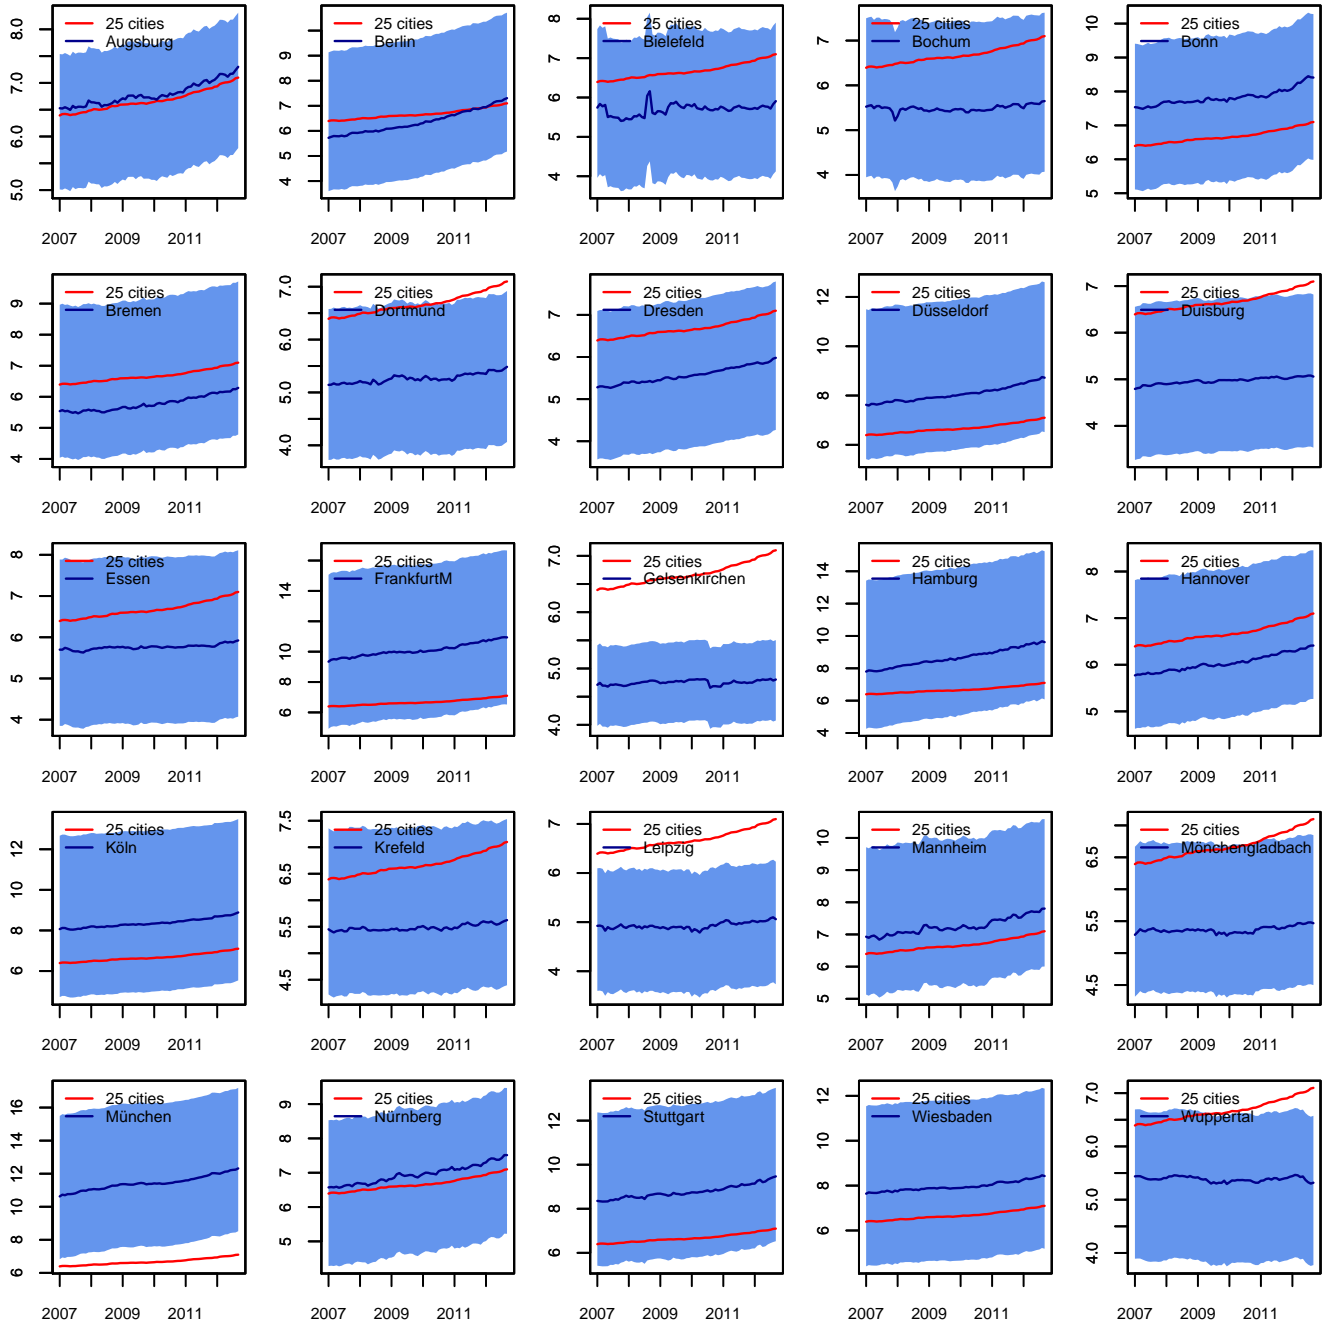 25 cities
Augsburg
5.0 6.0 7.0 8.0
2007 2009 2011
25 cities
Berlin
4 5 6 7 8 9
2007 2009 2011
25 cities
Bielefeld
4 5 6 7 8
2007 2009 2011
25 cities
Bochum
4 5 6 7
2007 2009 2011
25 cities
Bonn
5 6 7 8 9 10
2007 2009 2011
25 cities
Bremen
4 5 6 7 9
2007 2009 2011
25 cities
Dortmund
4.0 5.0 6.0 7.0
2007 2009 2011
25 cities
Dresden
4 5 6 7
2007 2009 2011
25 cities
Düsseldorf
6 8 10 12
2007 2009 2011
25 cities
Duisburg
4 5 6 7
2007 2009 2011
25 cities
Essen
4 5 6 7 8
2007 2009 2011
25 cities
FrankfurtM
6 8 10 14
2007 2009 2011
25 cities
Gelsenkirchen
4.0 5.0 6.0 7.0
2007 2009 2011
25 cities
Hamburg
4 6 8 10 12 14
2007 2009 2011
25 cities
Hannover
5 6 7 8
2007 2009 2011
25 cities
Köln
6 8 10 12
2007 2009 2011
25 cities
Krefeld
4.5 5.5 6.5 7.5
2007 2009 2011
25 cities
Leipzig
4 5 6 7
2007 2009 2011
25 cities
Mannheim
5 6 7 8 9 10
2007 2009 2011
25 cities
Mönchengladbach
4.5 5.5 6.5
2007 2009 2011
25 cities
München
6 8 10 12 14 16
2007 2009 2011
25 cities
Nürnberg
5 6 7 8 9
2007 2009 2011
25 cities
Stuttgart
6 8 10 12
2007 2009 2011
25 cities
Wiesbaden
6 8 10 12
2007 2009 2011
25 cities
Wuppertal
4.0 5.0 6.0 7.0
2007 2009 2011